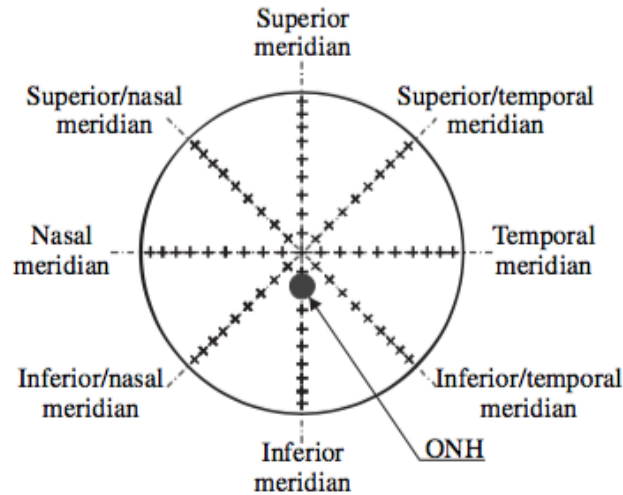 Superior
meridian
Superior/nasal
meridian
Superior/temporal
meridian
Nasal
meridian
Temporal
meridian
Inferior/nasal
meridian
Inferior/temporal
meridian
Inferior
meridian
ONH